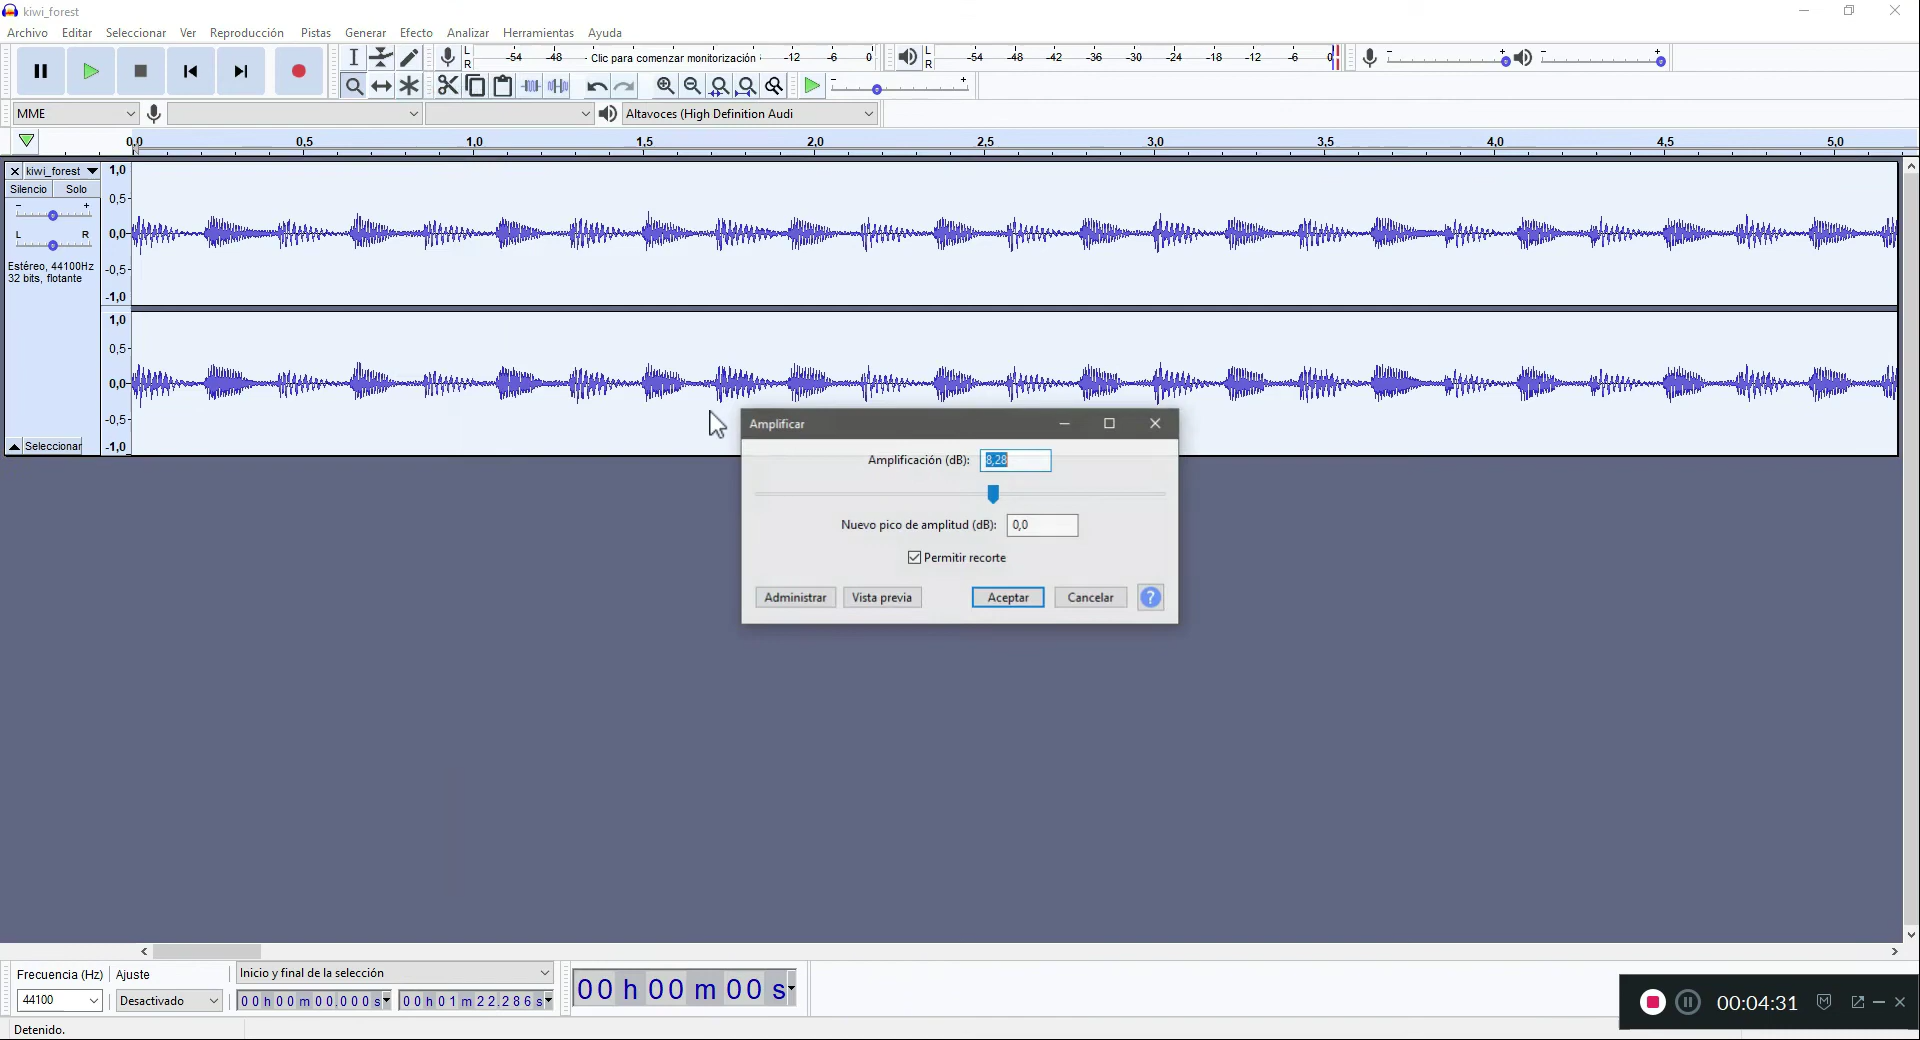 kiwi_forest
Archivo Editar Seleccionar Ver Reproducción Pistas Generar Efecto Analizar Herramientas Ayuda
L
R
-54 -48 - Clic para comenzar monitorización -12 -6 0
L
R
-54 -48 -42 -36 -30 -24 -18 -12 -6 0
- +
- +
- +
MME
Altavoces (High Definition Audi
0,0 0,5 1,0 1,5 2,0 2,5 3,0 3,5 4,0 4,5 5,0
kiwi_forest
Silencio Solo
- +
L R
Estéreo, 44100Hz
32 bits, flotante
Seleccionar
1,0
0,5-
0,0-
-0,5-
-1,0
1,0
0,5-
0,0-
-0,5-
-1,0
Amplificar
Amplificación (dB): 8,28
Nuevo pico de amplitud (dB): 0,0
Permitir recorte
Administrar Vista previa Aceptar Cancelar ?
Frecuencia (Hz) Ajuste Inicio y final de la selección
44100 Desactivado 00 h 00 m 00.000 s 00 h 01 m 22.286 s
00 h 00 m 00 s
00:04:31
Detenido.